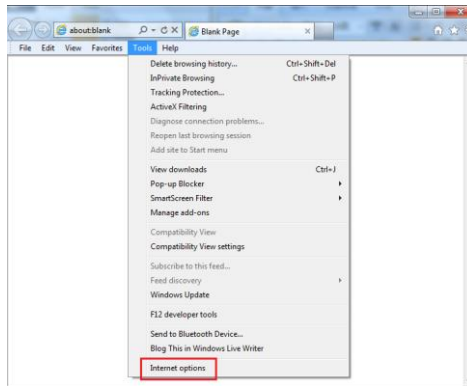 about:blank
Blank Page
File Edit View Favorites Tools Help
Delete browsing history... Ctrl+Shift+Del
InPrivate Browsing Ctrl+Shift+P
Tracking Protection...
ActiveX Filtering
Diagnose connection problems...
Reopen last browsing session
Add site to Start menu
View downloads Ctrl+J
Pop-up Blocker
SmartScreen Filter
Manage add-ons
Compatibility View
Compatibility View settings
Subscribe to this feed...
Feed discovery
Windows Update
F12 developer tools
Send to Bluetooth Device...
Blog This in Windows Live Writer
Internet options